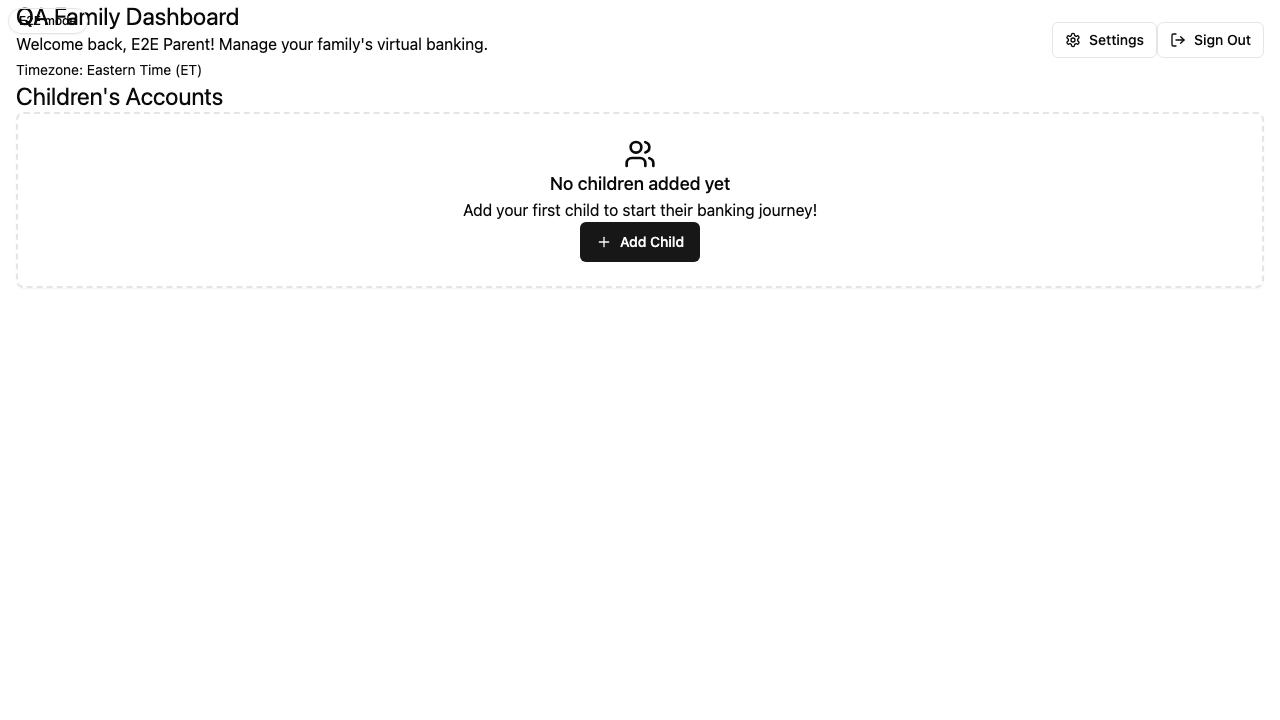 QA Family Dashboard
E2E mode
Welcome back, E2E Parent! Manage your family's virtual banking.
Timezone: Eastern Time (ET)
Settings
Sign Out
Children's Accounts
No children added yet
Add your first child to start their banking journey!
Add Child